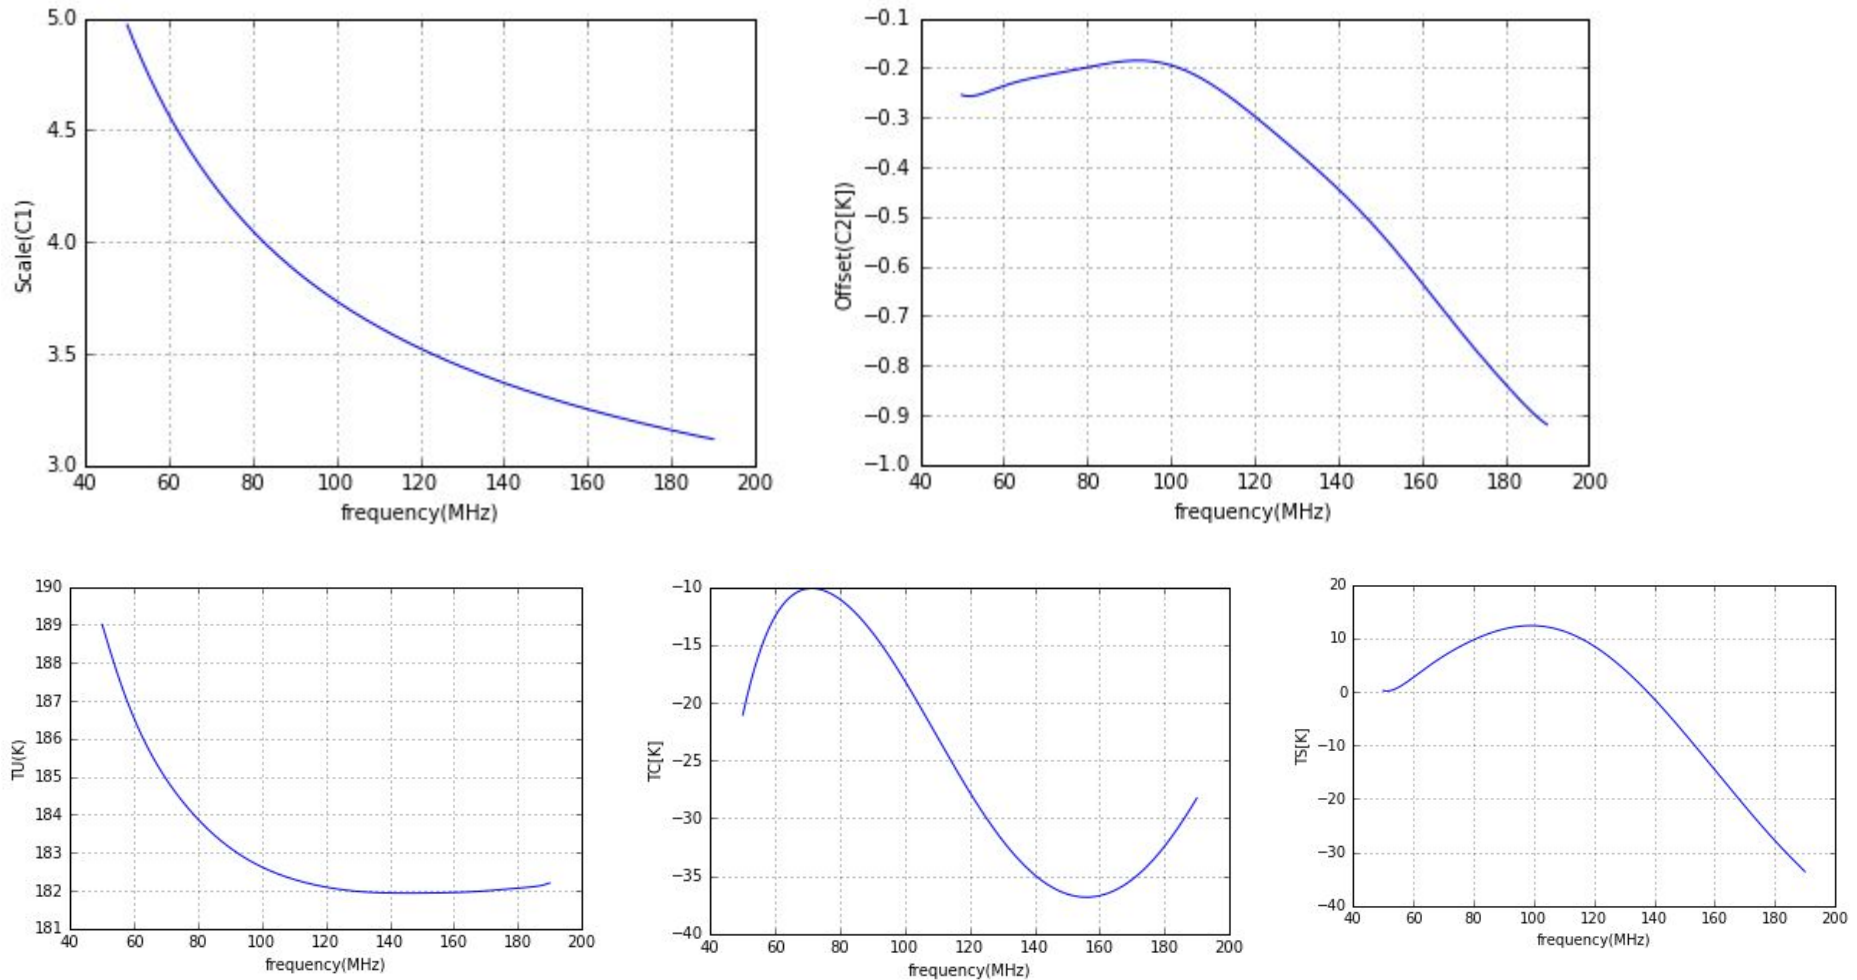 5.0
4.5
4.0
3.5
3.0
Scale(C1)
40 60 80 100 120 140 160 180 200
frequency(MHz)
−0.1
−0.2
−0.3
−0.4
−0.5
−0.6
−0.7
−0.8
−0.9
−1.0
Offset(C2[K])
40 60 80 100 120 140 160 180 200
frequency(MHz)
190
189
188
187
186
185
184
183
182
181
TU(K)
40 60 80 100 120 140 160 180 200
frequency(MHz)
−10
−15
−20
−25
−30
−35
−40
TC[K]
40 60 80 100 120 140 160 180 200
frequency(MHz)
20
10
0
−10
−20
−30
−40
TS[K]
40 60 80 100 120 140 160 180 200
frequency(MHz)